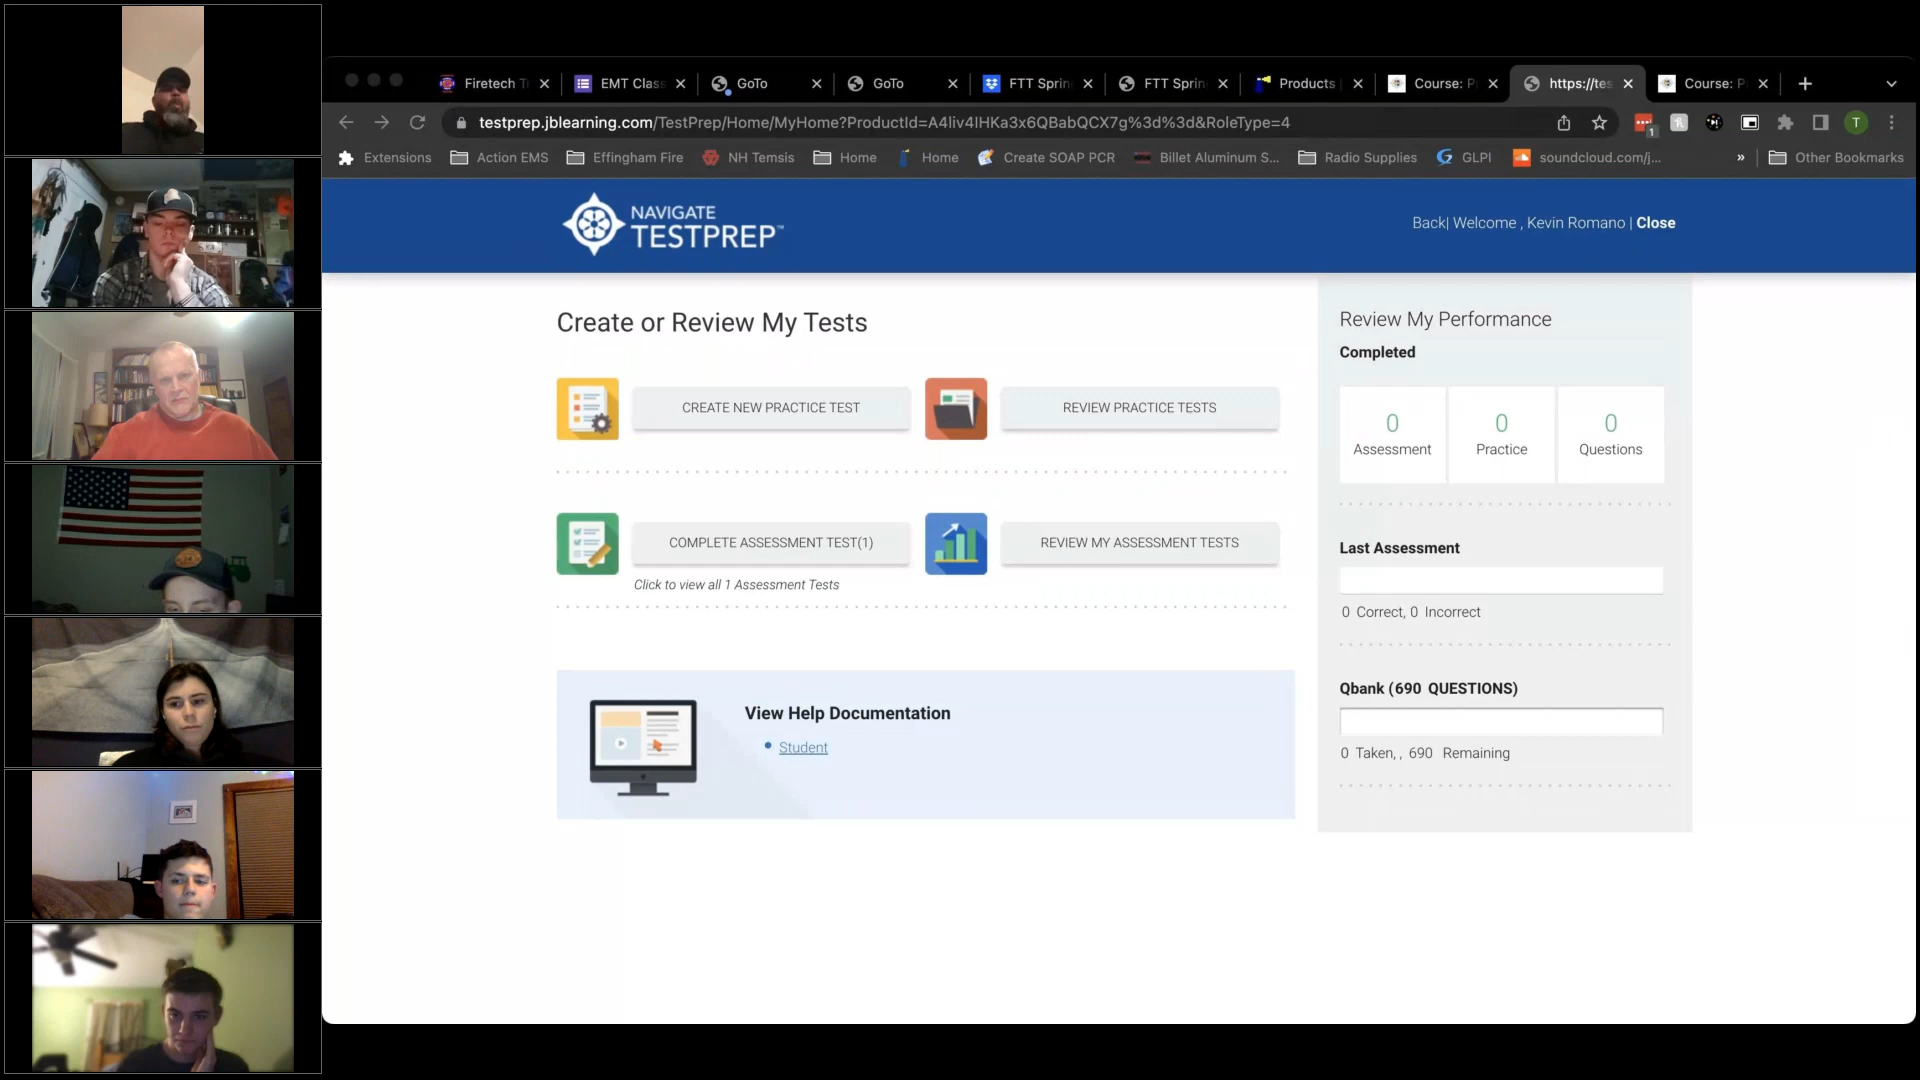 Firetech T
EMT Class
GoTo
GoTo
FTT Sprin
FTT Sprin
Products
Course: P
https://tes
Course: P
testprep.jblearning.com/TestPrep/Home/MyHome?ProductId=A4liv4IHKa3x6QBabQCX7g%3d%3d&RoleType=4
1
T
Extensions
Action EMS
Effingham Fire
NH Temsis
Home
Home
Create SOAP PCR
Billet Aluminum S...
Radio Supplies
GLPI
soundcloud.com/j...
»
Other Bookmarks
NAVIGATE
TESTPREP™
Back| Welcome , Kevin Romano | Close
Create or Review My Tests
CREATE NEW PRACTICE TEST
REVIEW PRACTICE TESTS
COMPLETE ASSESSMENT TEST(1)
REVIEW MY ASSESSMENT TESTS
Click to view all 1 Assessment Tests
View Help Documentation
• Student
Review My Performance
Completed
0
Assessment
0
Practice
0
Questions
Last Assessment
0 Correct, 0 Incorrect
Qbank (690 QUESTIONS)
0 Taken, , 690 Remaining